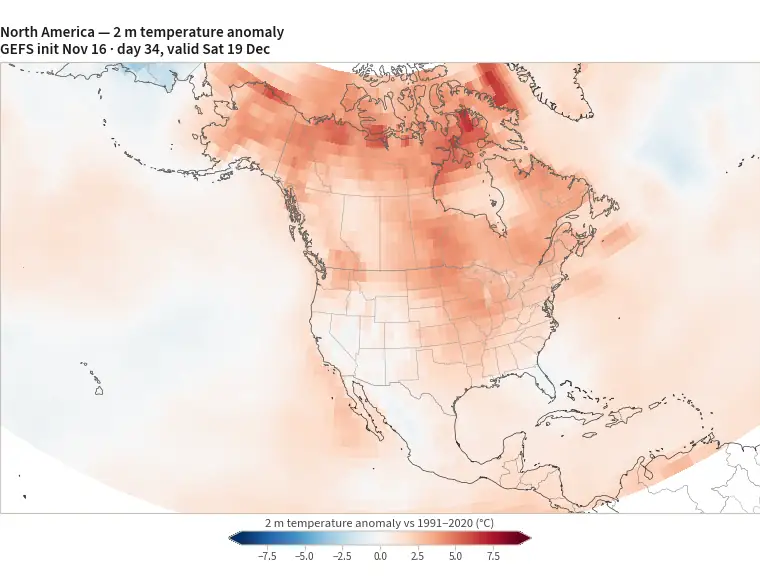 North America — 2 m temperature anomaly
GEFS init Nov 16 · day 34, valid Sat 19 Dec
2 m temperature anomaly vs 1991–2020 (°C)
−7.5 −5.0 −2.5 0.0 2.5 5.0 7.5